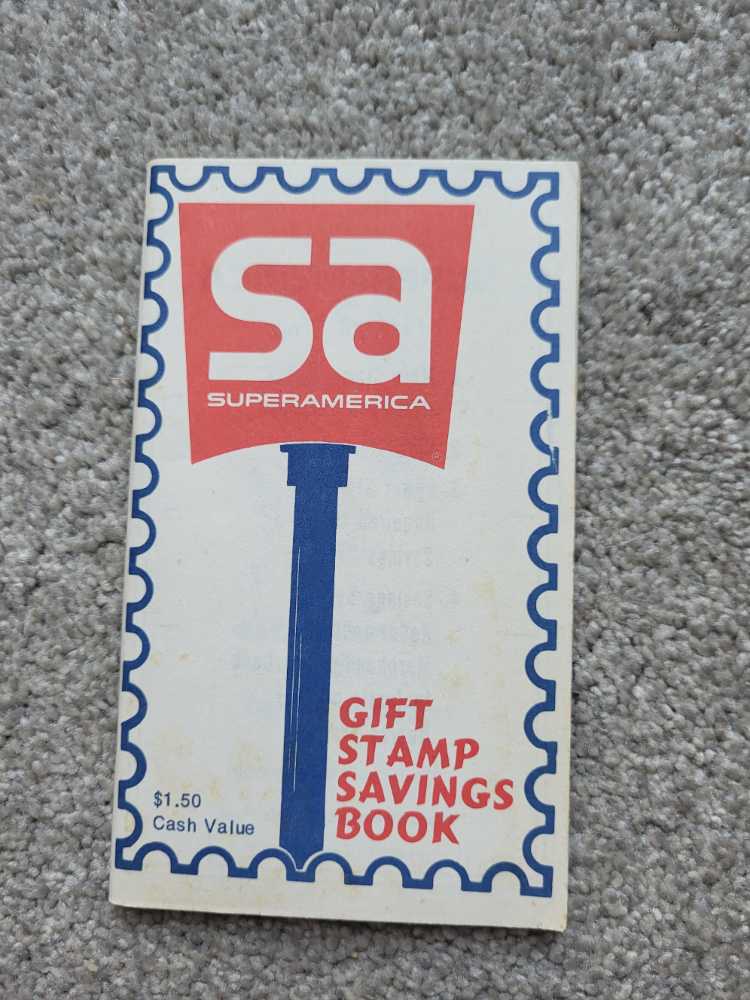 sa
SUPERAMERICA
®
GIFT
STAMP
SAVINGS
BOOK
$1.50
Cash Value